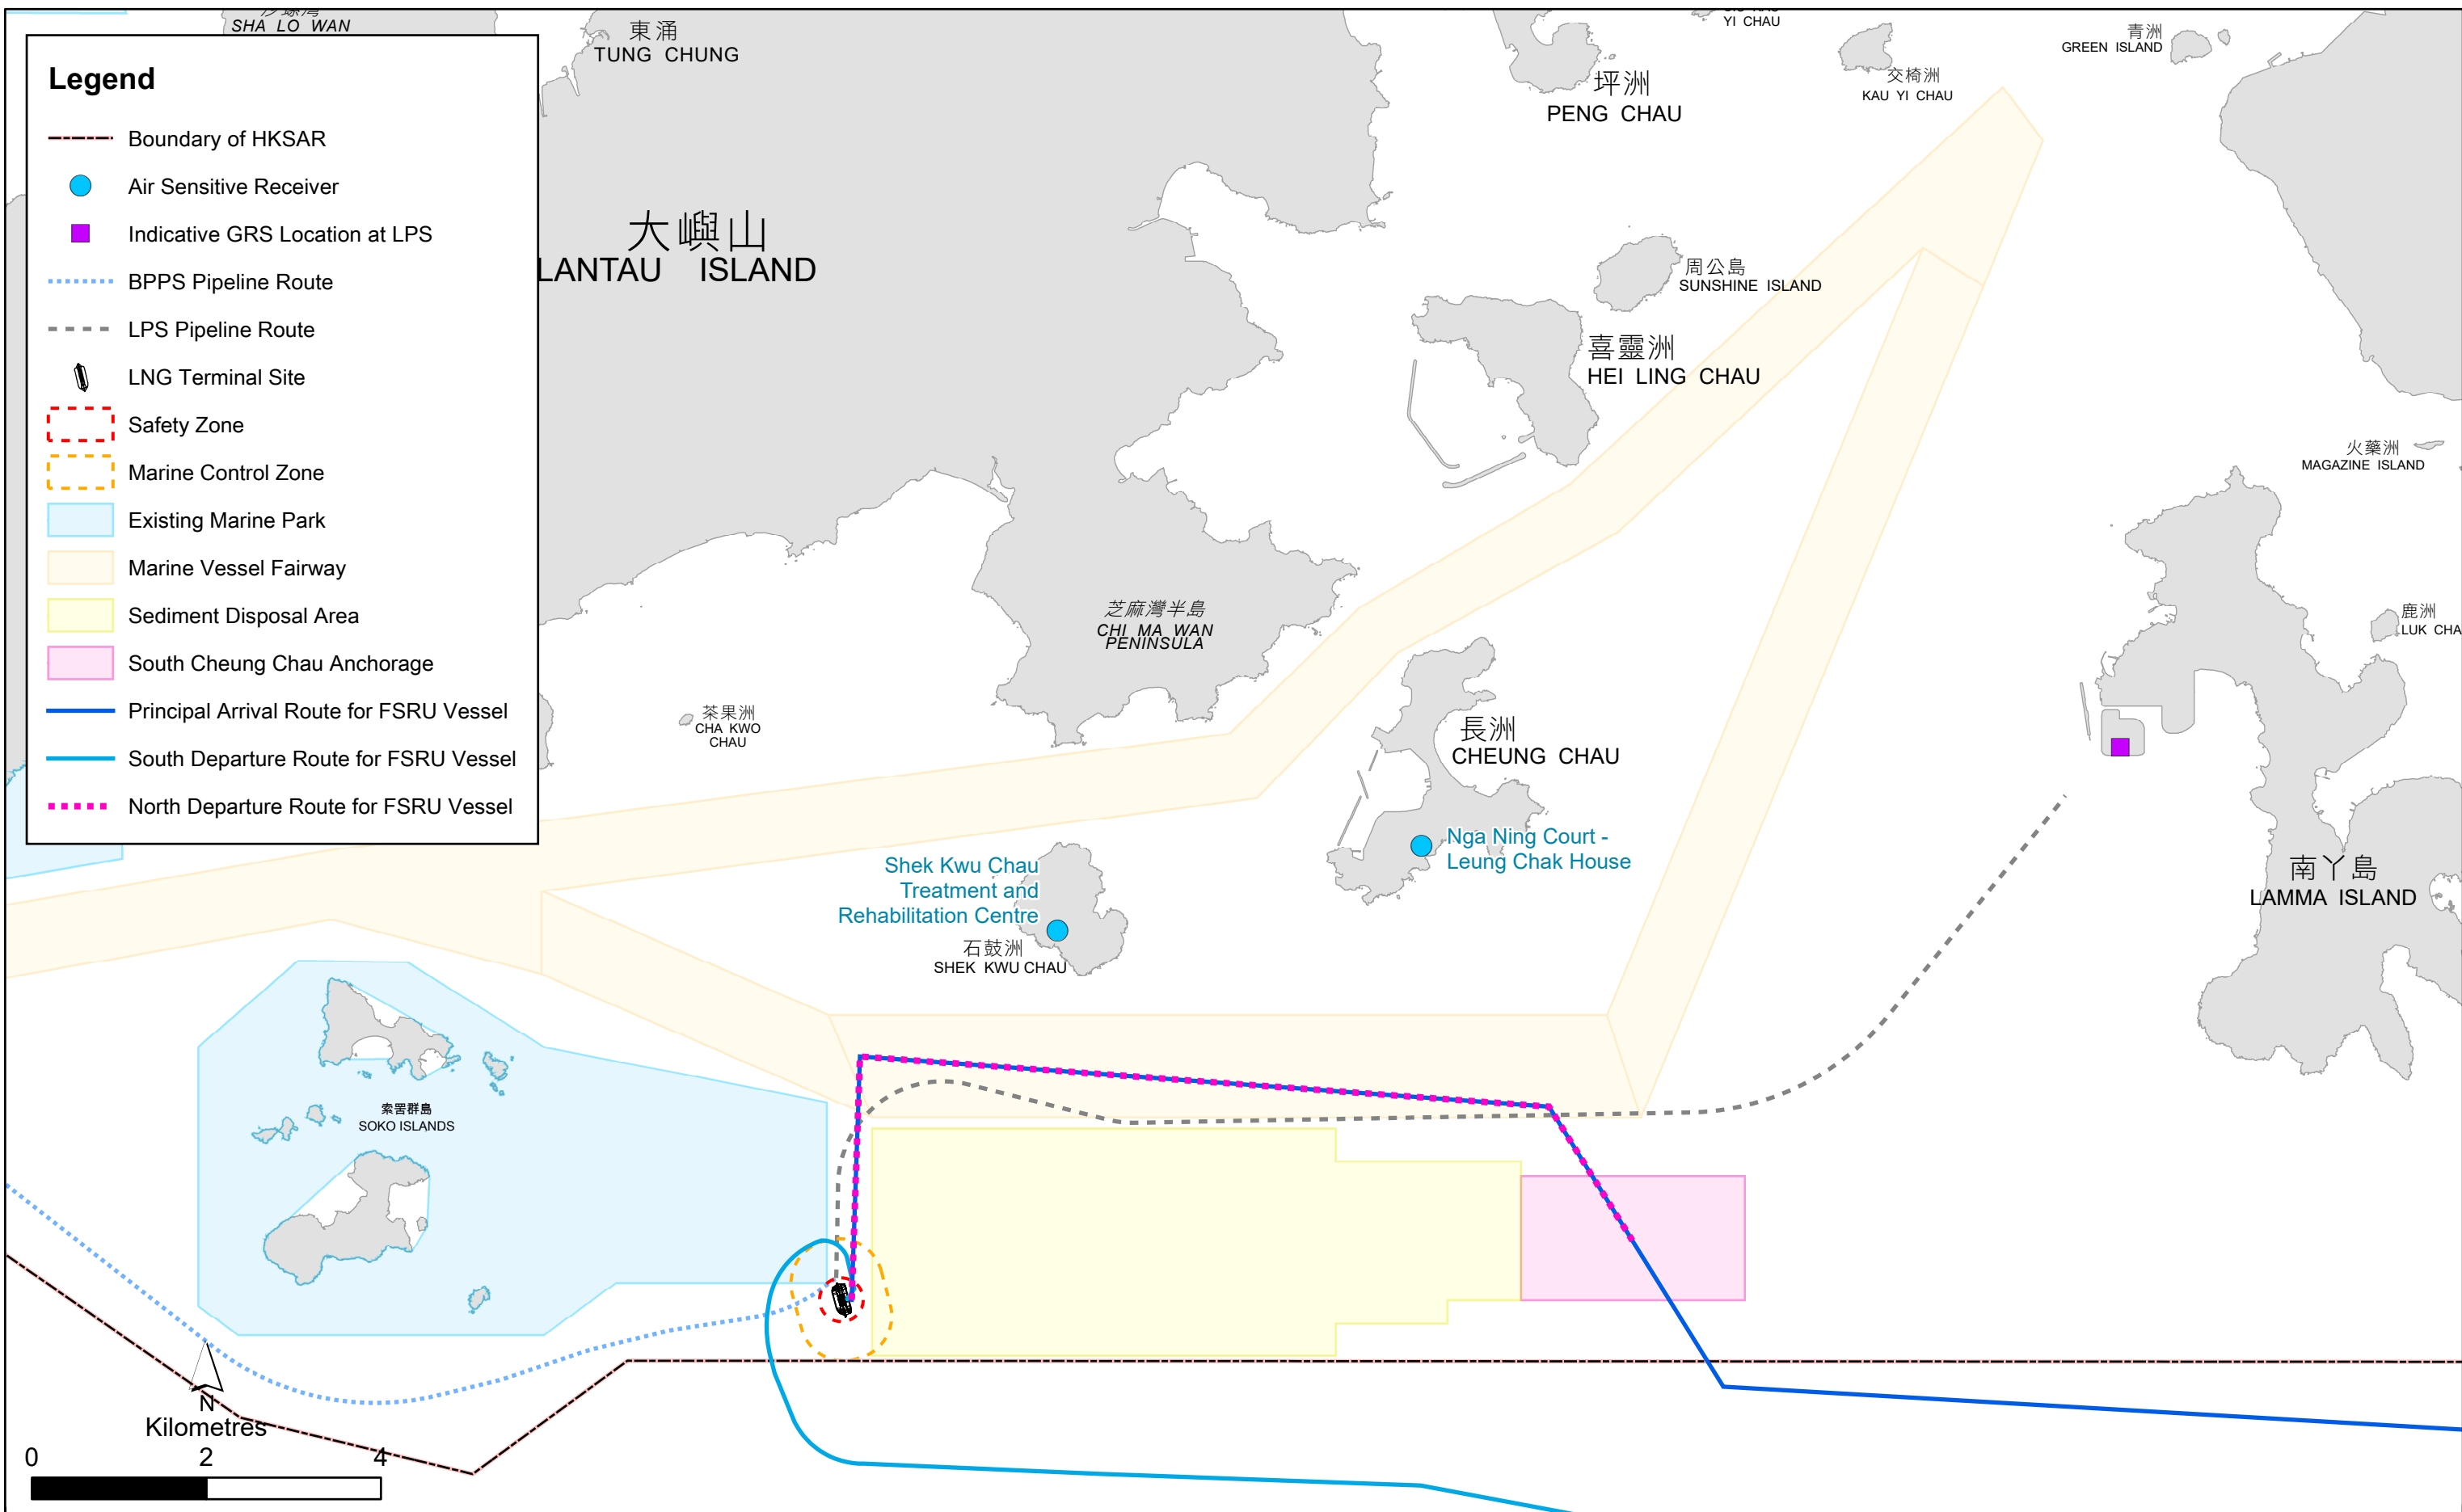 SHA LO WAN
東涌
TUNG CHUNG
YI CHAU
坪洲
PENG CHAU
交椅洲
KAU YI CHAU
青洲
GREEN ISLAND
Legend
Boundary of HKSAR
Air Sensitive Receiver
Indicative GRS Location at LPS
BPPS Pipeline Route
LPS Pipeline Route
LNG Terminal Site
Safety Zone
Marine Control Zone
Existing Marine Park
Marine Vessel Fairway
Sediment Disposal Area
South Cheung Chau Anchorage
Principal Arrival Route for FSRU Vessel
South Departure Route for FSRU Vessel
North Departure Route for FSRU Vessel
大嶼山
LANTAU ISLAND
周公島
SUNSHINE ISLAND
喜靈洲
HEI LING CHAU
火藥洲
MAGAZINE ISLAND
芝麻灣半島
CHI MA WAN
PENINSULA
鹿洲
LUK CHA
茶果洲
CHA KWO
CHAU
長洲
CHEUNG CHAU
Nga Ning Court -
Leung Chak House
Shek Kwu Chau
Treatment and
Rehabilitation Centre
石鼓洲
SHEK KWU CHAU
南丫島
LAMMA ISLAND
索罟群島
SOKO ISLANDS
N
Kilometres
0 2 4